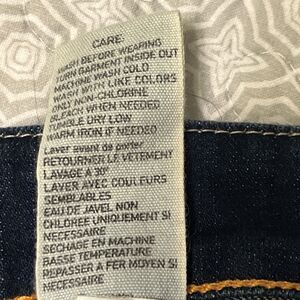 CARE:
WASH BEFORE WEARING
TURN GARMENT INSIDE OUT
MACHINE WASH COLD
WASH WITH LIKE COLORS
ONLY NON-CHLORINE
BLEACH WHEN NEEDED
TUMBLE DRY LOW
WARM IRON IF NEEDED
Laver avant de porter
RETOURNER LE VETEMENT
LAVAGE A 30°
LAVER AVEC COULEURS
SEMBLABLES
EAU DE JAVEL NON
CHLOREE UNIQUEMENT SI
NECESSAIRE
SECHAGE EN MACHINE
BASSE TEMPERATURE
REPASSER A FER MOYEN SI
NECESSAIRE